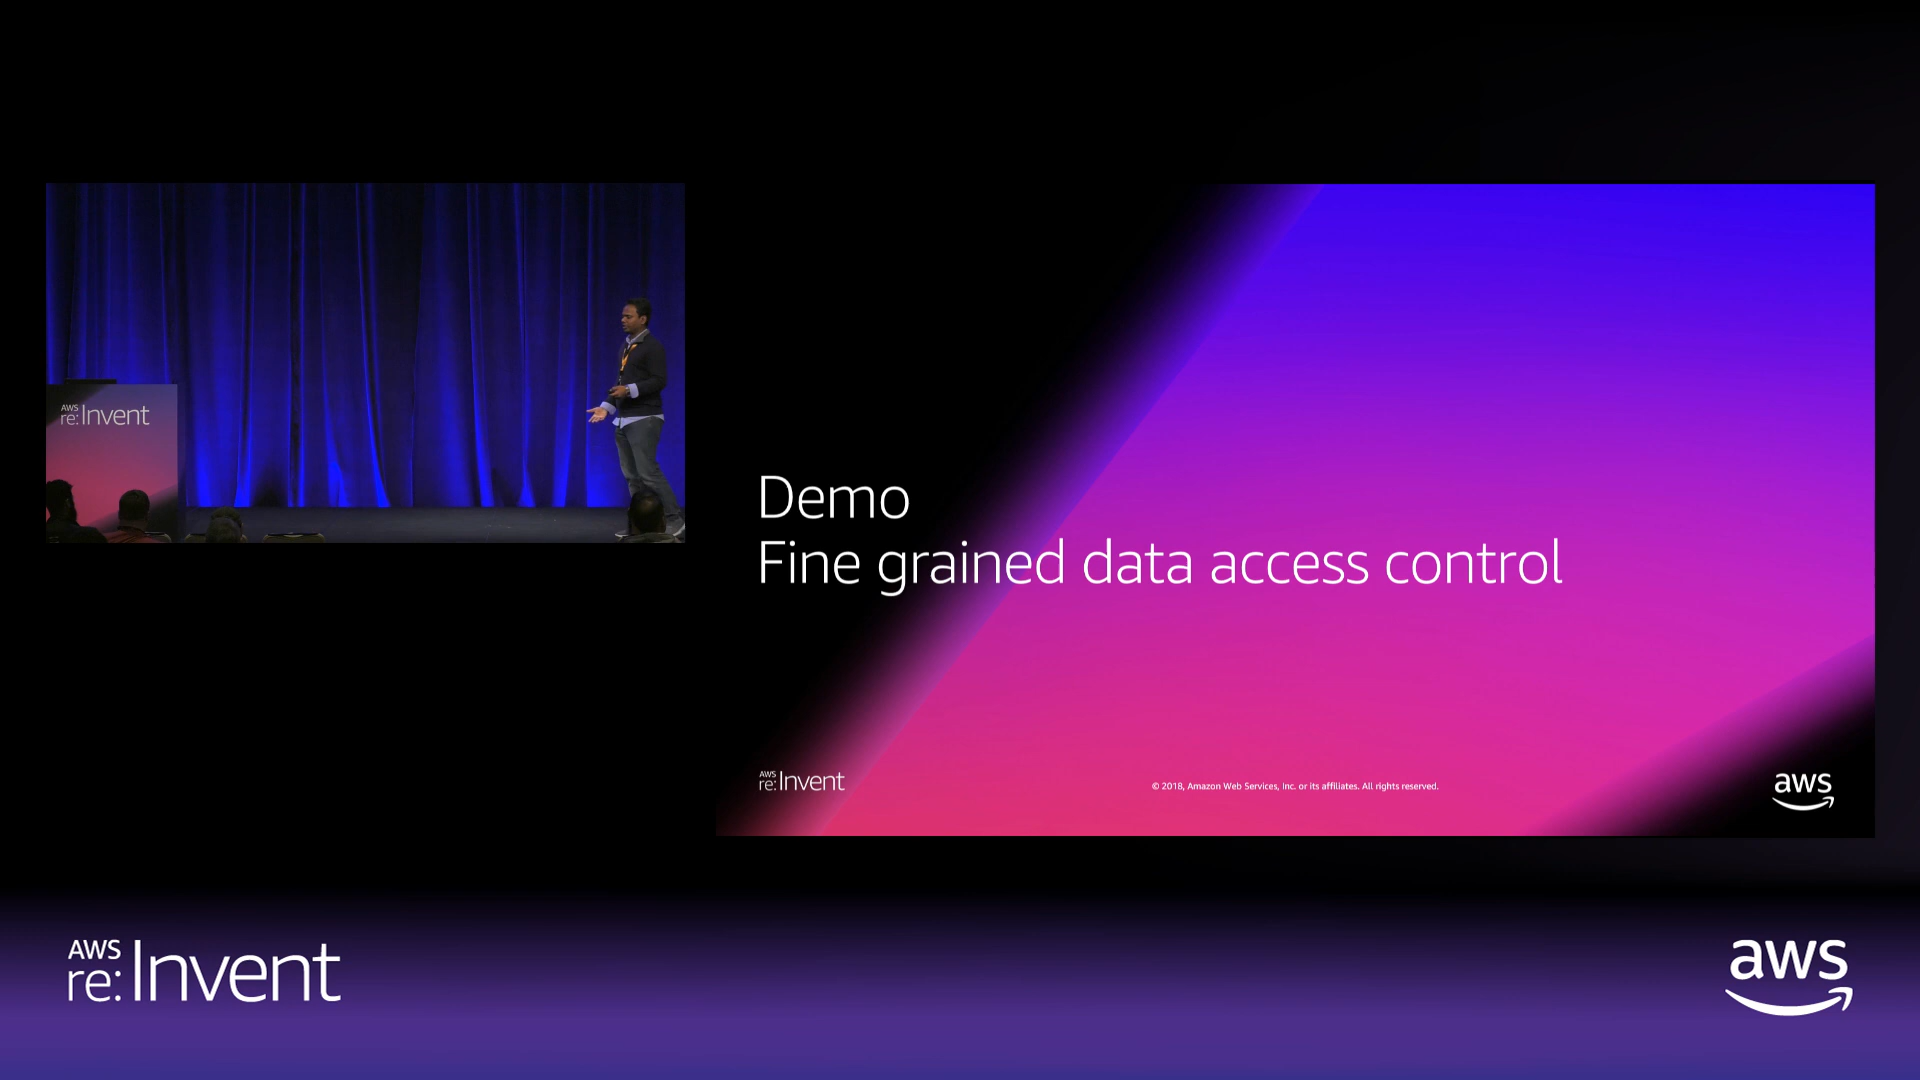 AWS
re:Invent
Demo
Fine grained data access control
AWS
re:Invent
© 2018, Amazon Web Services, Inc. or its affiliates. All rights reserved.
aws
AWS
re:Invent
aws